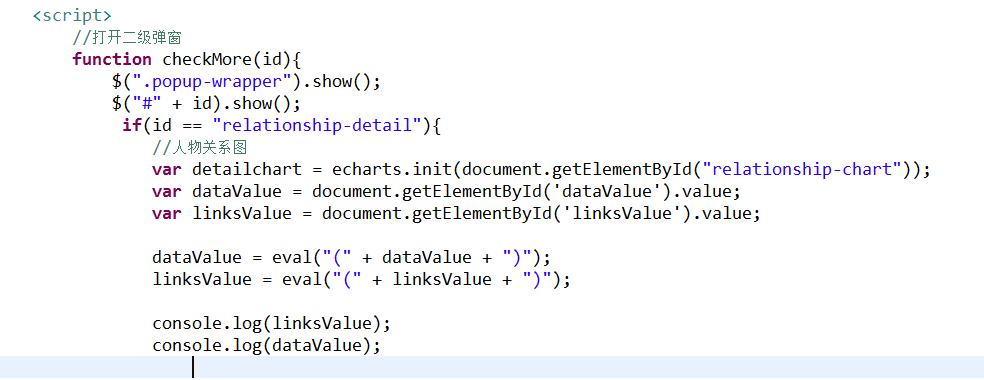 <script>
//打开二级弹窗
function checkMore(id){
$(".popup-wrapper").show();
$("#" + id).show();
if(id == "relationship-detail"){
//人物关系图
var detailchart = echarts.init(document.getElementById("relationship-chart"));
var dataValue = document.getElementById('dataValue').value;
var linksValue = document.getElementById('linksValue').value;
dataValue = eval("(" + dataValue + ")");
linksValue = eval("(" + linksValue + ")");
console.log(linksValue);
console.log(dataValue);